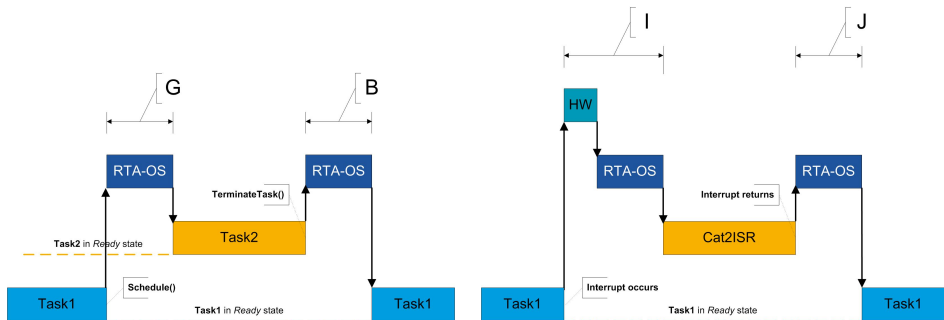 G
B
I
J
HW
RTA-OS
RTA-OS
RTA-OS
RTA-OS
TerminateTask()
Interrupt returns
Task2 in Ready state
Task2
Cat2ISR
Schedule()
Interrupt occurs
Task1
Task1 in Ready state
Task1
Task1
Task1 in Ready state
Task1